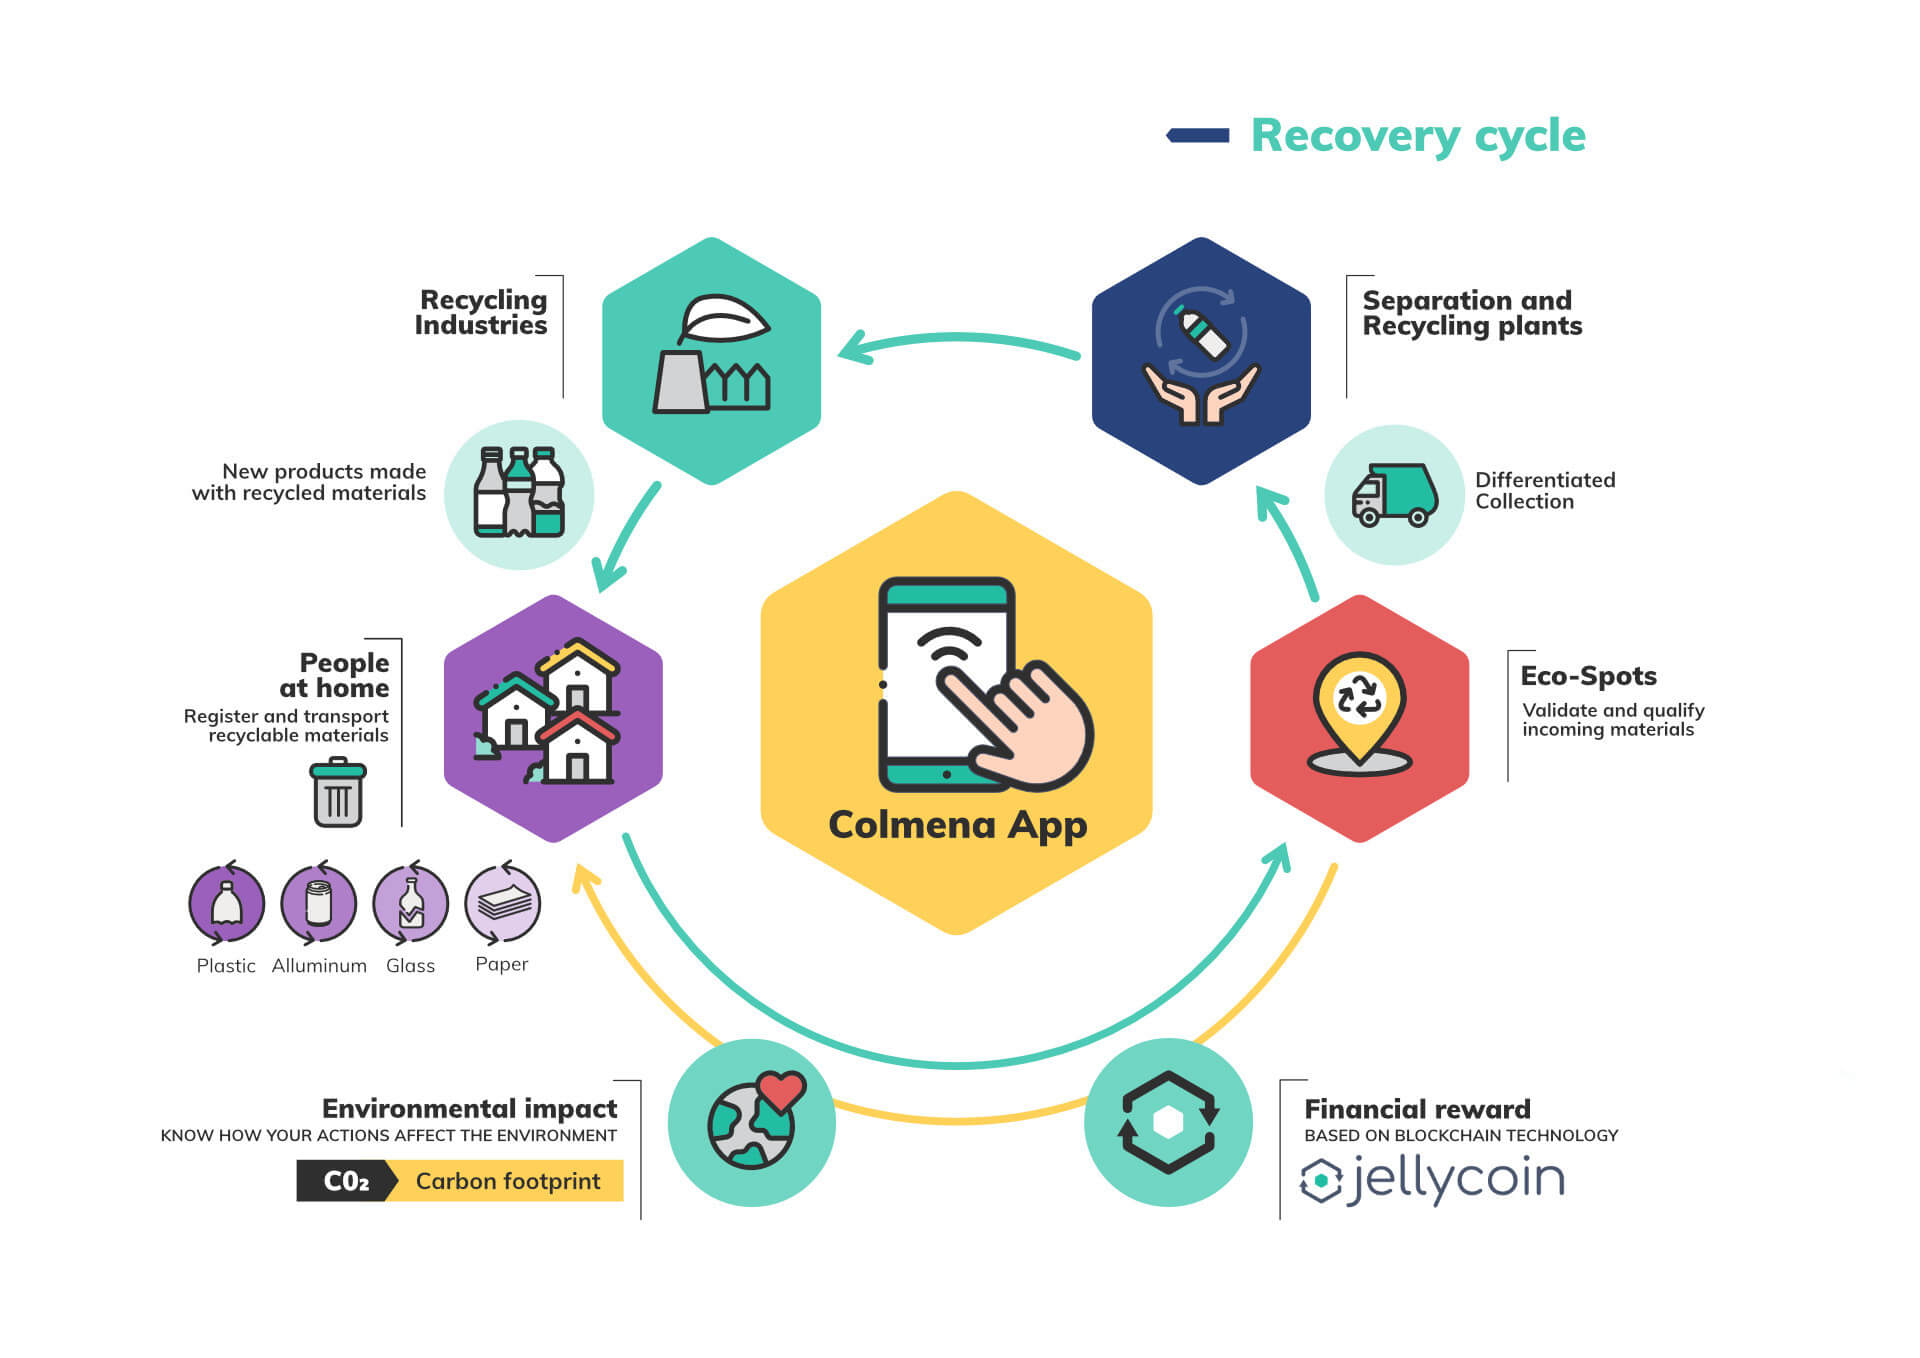 Recovery cycle
Recycling
Industries
Separation and
Recycling plants
New products made
with recycled materials
Differentiated
Collection
People
at home
Register and transport
recyclable materials
Eco-Spots
Validate and qualify
incoming materials
Colmena App
Plastic
Alluminum
Glass
Paper
Environmental impact
KNOW HOW YOUR ACTIONS AFFECT THE ENVIRONMENT
C0₂ Carbon footprint
Financial reward
BASED ON BLOCKCHAIN TECHNOLOGY
jellycoin